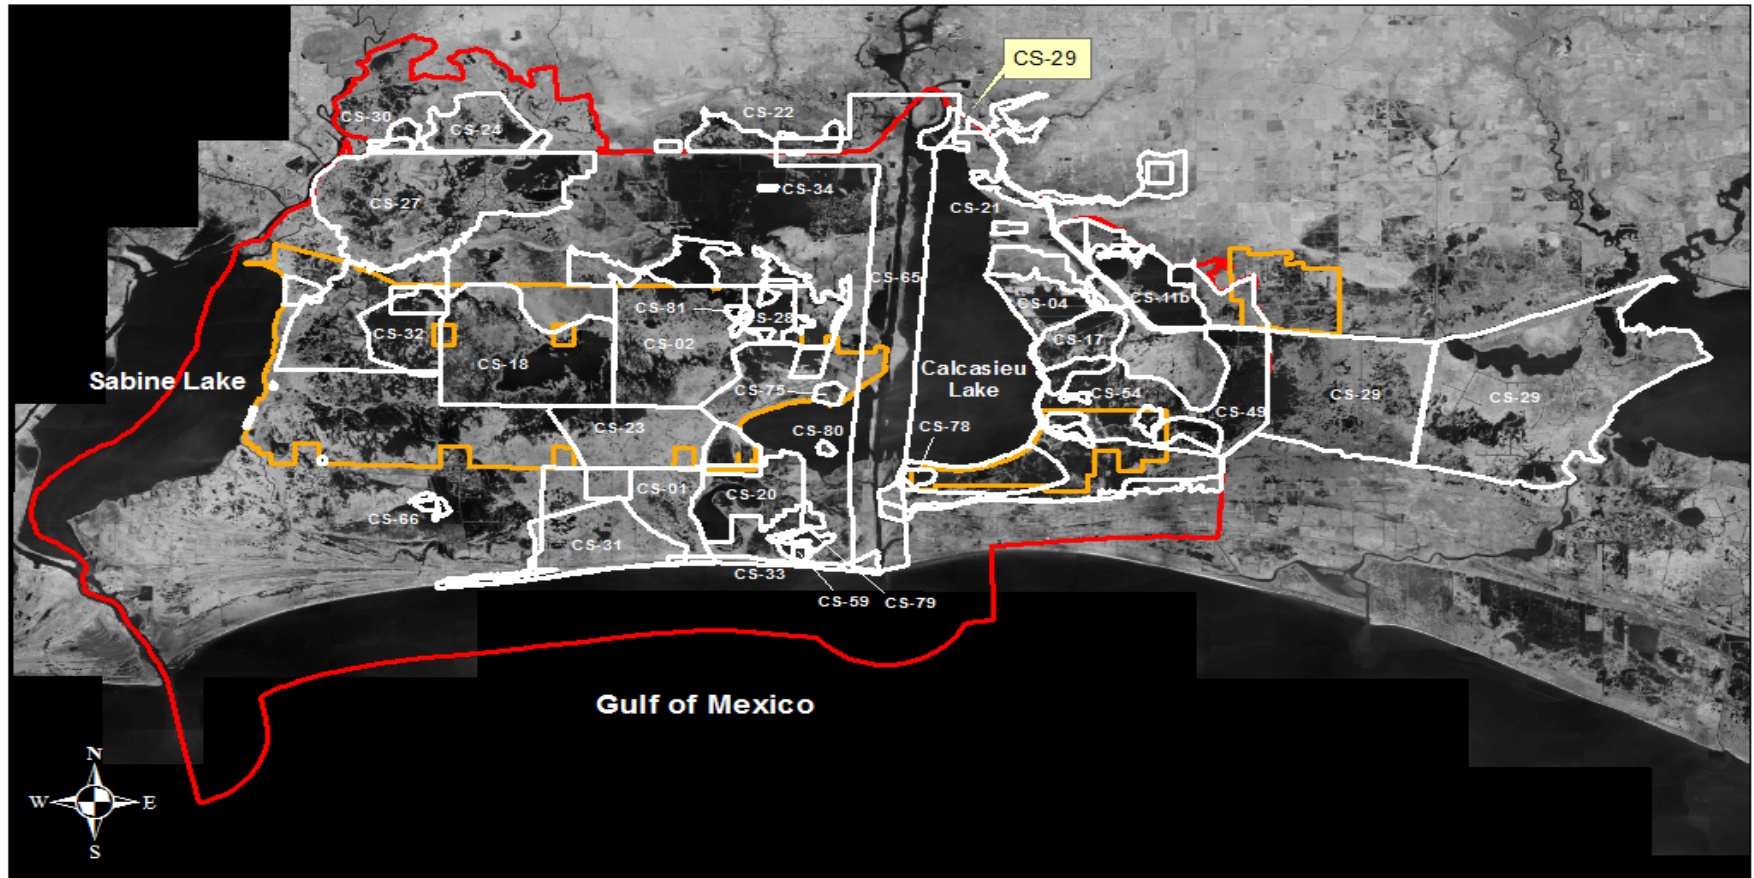 CS-29
CS-30
CS-24
CS-22
CS-34
CS-27
CS-21
CS-65
CS-04
CS-11b
CS-81
CS-28
CS-32
CS-02
CS-17
CS-18
Sabine Lake
Calcasieu
Lake
CS-75
CS-54
CS-29
CS-29
CS-49
CS-23
CS-80
CS-78
CS-01
CS-20
CS-66
CS-31
CS-33
CS-59
CS-79
Gulf of Mexico
N
W
E
S